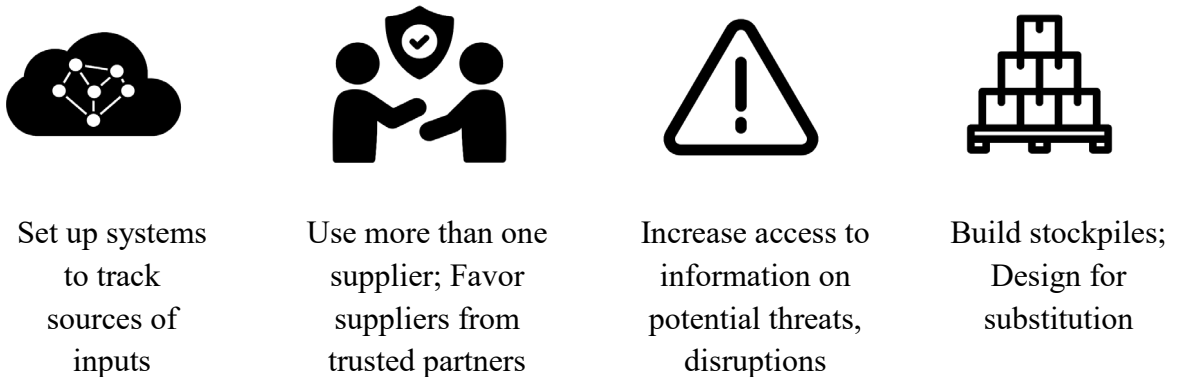 Set up systems
to track
sources of
inputs
Use more than one
supplier; Favor
suppliers from
trusted partners
Increase access to
information on
potential threats,
disruptions
Build stockpiles;
Design for
substitution